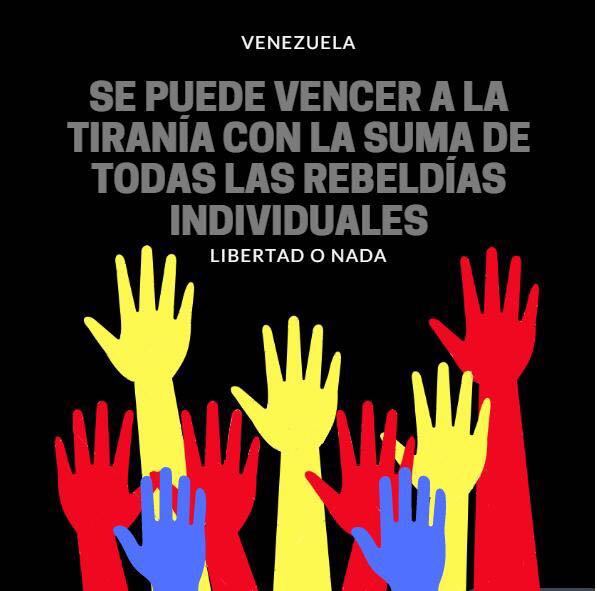 VENEZUELA
SE PUEDE VENCER A LA
TIRANÍA CON LA SUMA DE
TODAS LAS REBELDÍAS
INDIVIDUALES
LIBERTAD O NADA